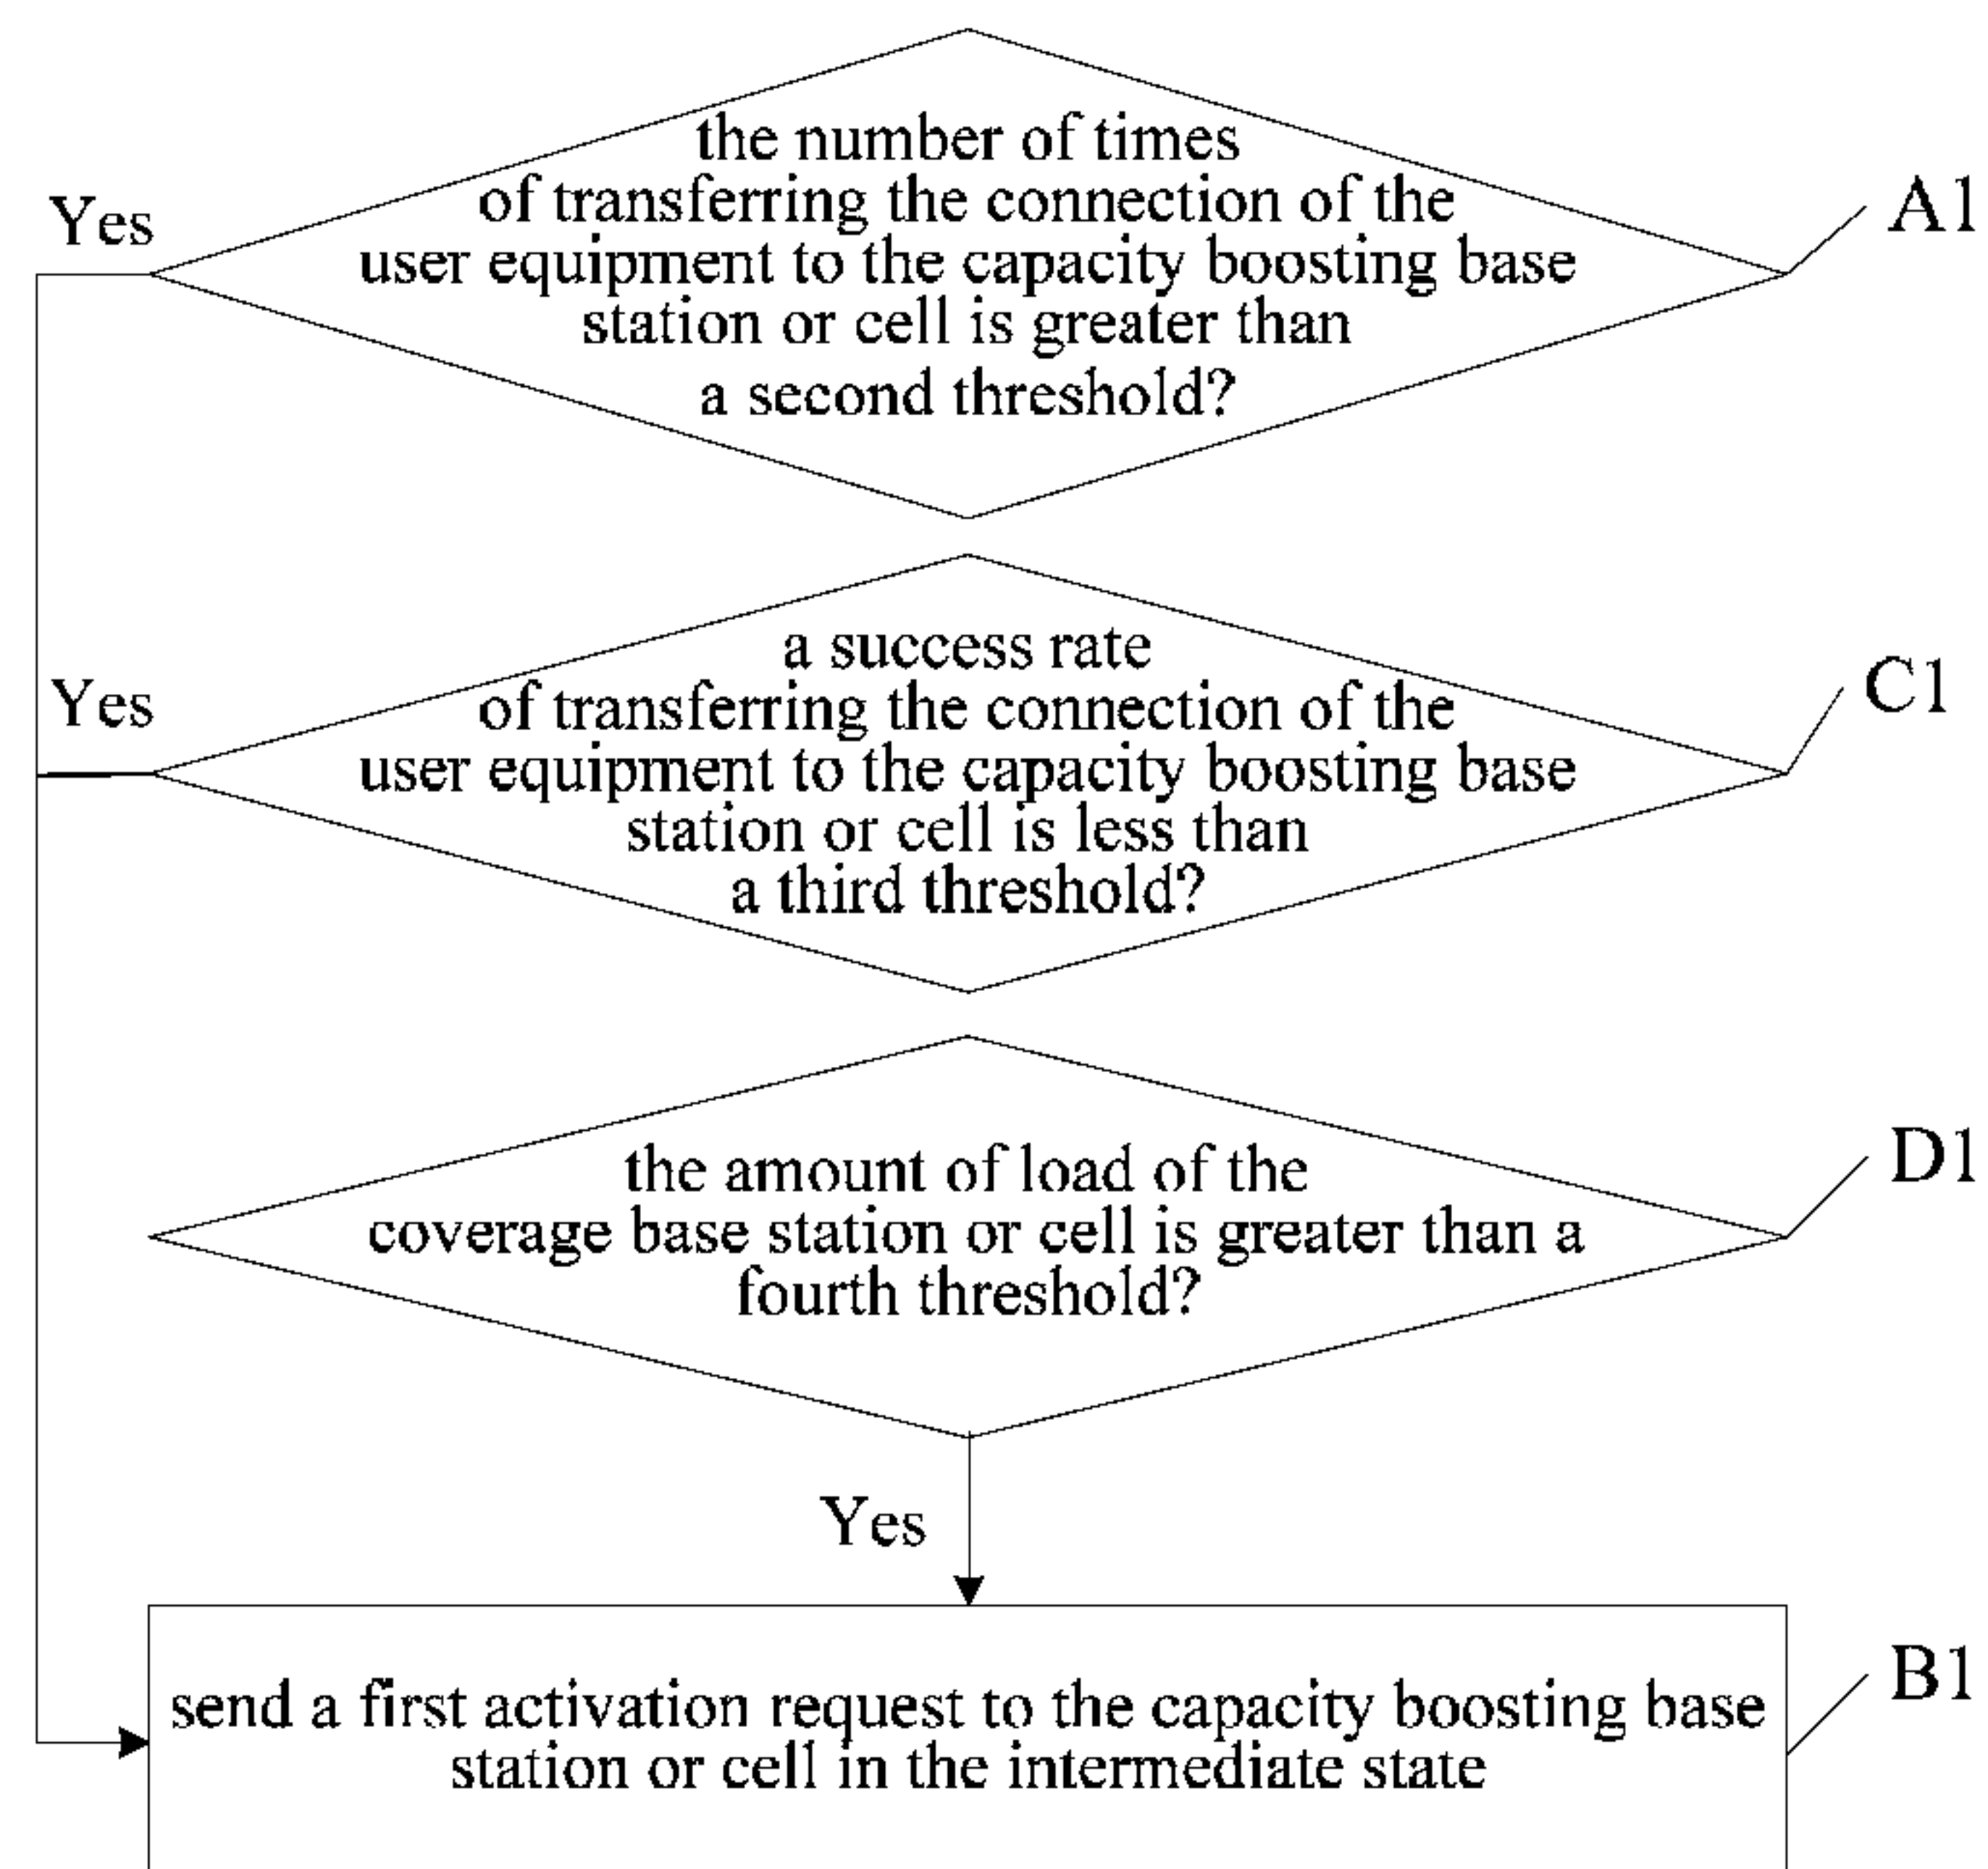 the number of times
of transferring the connection of the
user equipment to the capacity boosting base
station or cell is greater than
a second threshold?
Yes
A1
a success rate
of transferring the connection of the
user equipment to the capacity boosting base
station or cell is less than
a third threshold?
Yes
C1
the amount of load of the
coverage base station or cell is greater than a
fourth threshold?
D1
Yes
send a first activation request to the capacity boosting base
station or cell in the intermediate state
B1